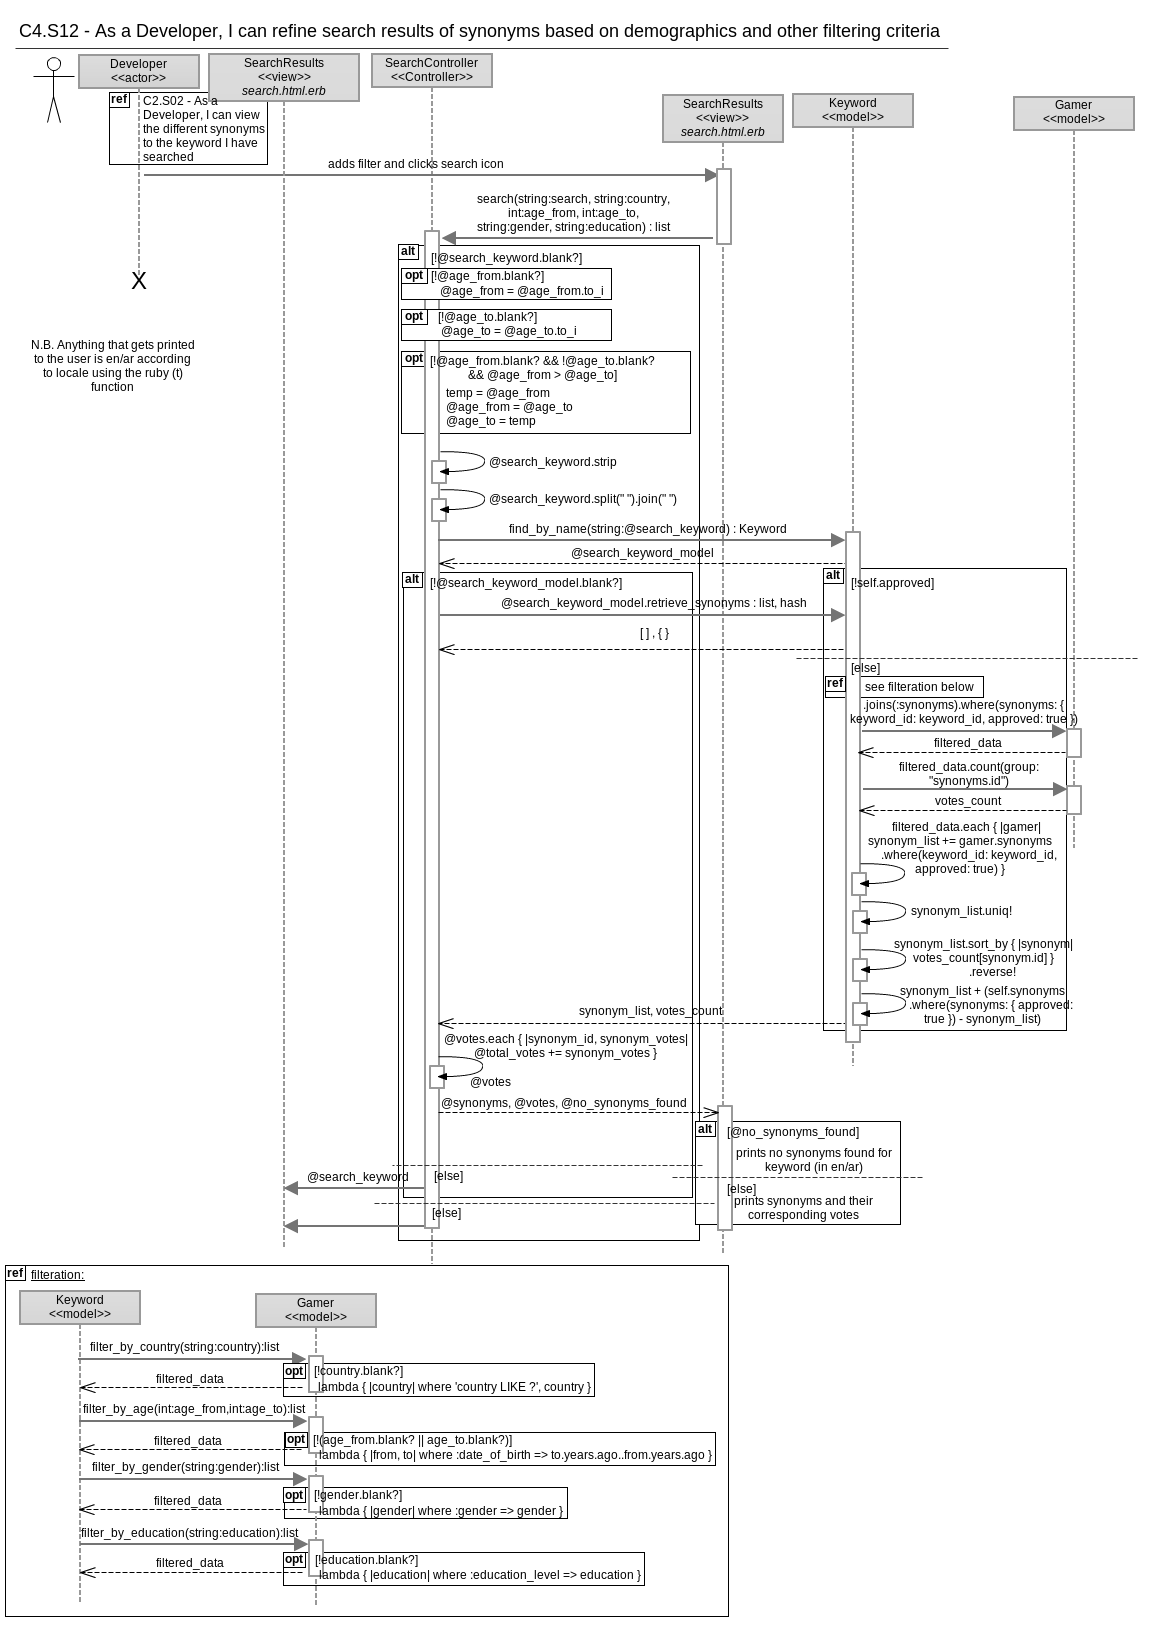 C4.S12 - As a Developer, I can refine search results of synonyms based on demographics and other filtering criteria
Developer
<<actor>>
SearchResults
<<view>>
search.html.erb
SearchController
<<Controller>>
SearchResults
<<view>>
search.html.erb
Keyword
<<model>>
Gamer
<<model>>
ref
C2.S02 - As a
Developer, I can view
the different synonyms
to the keyword I have
searched
adds filter and clicks search icon
search(string:search, string:country,
int:age_from, int:age_to,
string:gender, string:education) : list
alt
[!@search_keyword.blank?]
opt
[!@age_from.blank?]
@age_from = @age_from.to_i
X
opt
[!@age_to.blank?]
@age_to = @age_to.to_i
N.B. Anything that gets printed
to the user is en/ar according
to locale using the ruby (t)
function
opt
[!@age_from.blank? && !@age_to.blank?
&& @age_from > @age_to]
temp = @age_from
@age_from = @age_to
@age_to = temp
@search_keyword.strip
@search_keyword.split(" ").join(" ")
find_by_name(string:@search_keyword) : Keyword
@search_keyword_model
alt
[!@search_keyword_model.blank?]
alt
[!self.approved]
@search_keyword_model.retrieve_synonyms : list, hash
[ ] , { }
[else]
ref
see filteration below
.joins(:synonyms).where(synonyms: {
keyword_id: keyword_id, approved: true })
filtered_data
filtered_data.count(group:
"synonyms.id")
votes_count
filtered_data.each { |gamer|
synonym_list += gamer.synonyms
.where(keyword_id: keyword_id,
approved: true) }
synonym_list.uniq!
synonym_list.sort_by { |synonym|
votes_count[synonym.id] }
.reverse!
synonym_list + (self.synonyms
.where(synonyms: { approved:
true }) - synonym_list)
synonym_list, votes_count
@votes.each { |synonym_id, synonym_votes|
@total_votes += synonym_votes }
@votes
@synonyms, @votes, @no_synonyms_found
alt
[@no_synonyms_found]
prints no synonyms found for
keyword (in en/ar)
[else]
prints synonyms and their
corresponding votes
@search_keyword
[else]
[else]
ref
filteration:
Keyword
<<model>>
Gamer
<<model>>
filter_by_country(string:country):list
opt
[!country.blank?]
lambda { |country| where 'country LIKE ?', country }
filtered_data
filter_by_age(int:age_from,int:age_to):list
opt
[!(age_from.blank? || age_to.blank?)]
lambda { |from, to| where :date_of_birth => to.years.ago..from.years.ago }
filtered_data
filter_by_gender(string:gender):list
opt
[!gender.blank?]
lambda { |gender| where :gender => gender }
filtered_data
filter_by_education(string:education):list
opt
[!education.blank?]
lambda { |education| where :education_level => education }
filtered_data